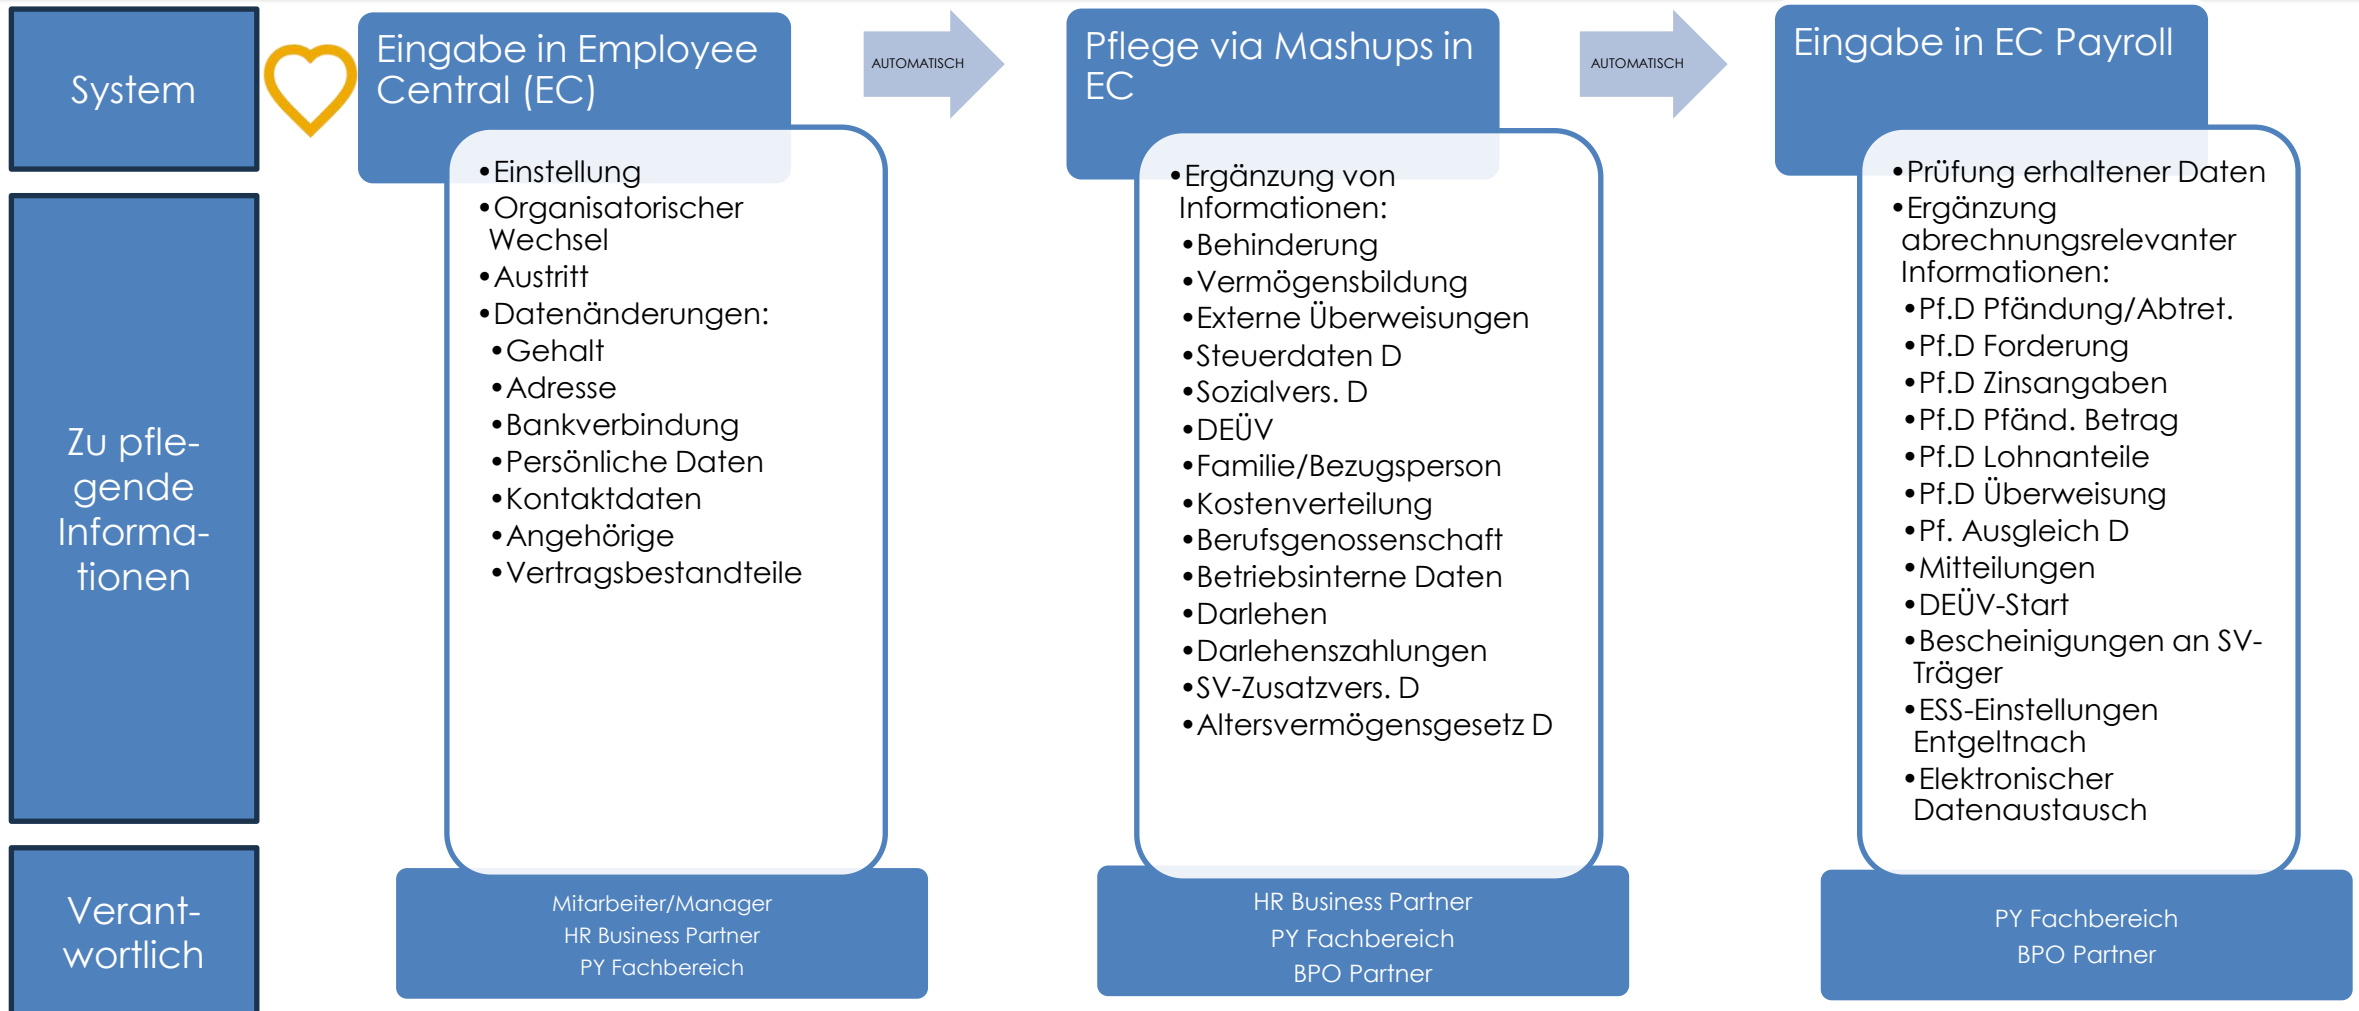 System
Eingabe in Employee
Central (EC)
AUTOMATISCH
Pflege via Mashups in
EC
AUTOMATISCH
Eingabe in EC Payroll
Zu pfle-
gende
Informa-
tionen
•Einstellung
•Organisatorischer
Wechsel
•Austritt
•Datenänderungen:
•Gehalt
•Adresse
•Bankverbindung
•Persönliche Daten
•Kontaktdaten
•Angehörige
•Vertragsbestandteile
•Ergänzung von
Informationen:
•Behinderung
•Vermögensbildung
•Externe Überweisungen
•Steuerdaten D
•Sozialvers. D
•DEÜV
•Familie/Bezugsperson
•Kostenverteilung
•Berufsgenossenschaft
•Betriebsinterne Daten
•Darlehen
•Darlehenszahlungen
•SV-Zusatzvers. D
•Altersvermögensgesetz D
•Prüfung erhaltener Daten
•Ergänzung
abrechnungsrelevanter
Informationen:
•Pf.D Pfändung/Abtret.
•Pf.D Forderung
•Pf.D Zinsangaben
•Pf.D Pfänd. Betrag
•Pf.D Lohnanteile
•Pf.D Überweisung
•Pf. Ausgleich D
•Mitteilungen
•DEÜV-Start
•Bescheinigungen an SV-
Träger
•ESS-Einstellungen
Entgeltnach
•Elektronischer
Datenaustausch
Verant-
wortlich
Mitarbeiter/Manager
HR Business Partner
PY Fachbereich
HR Business Partner
PY Fachbereich
BPO Partner
PY Fachbereich
BPO Partner